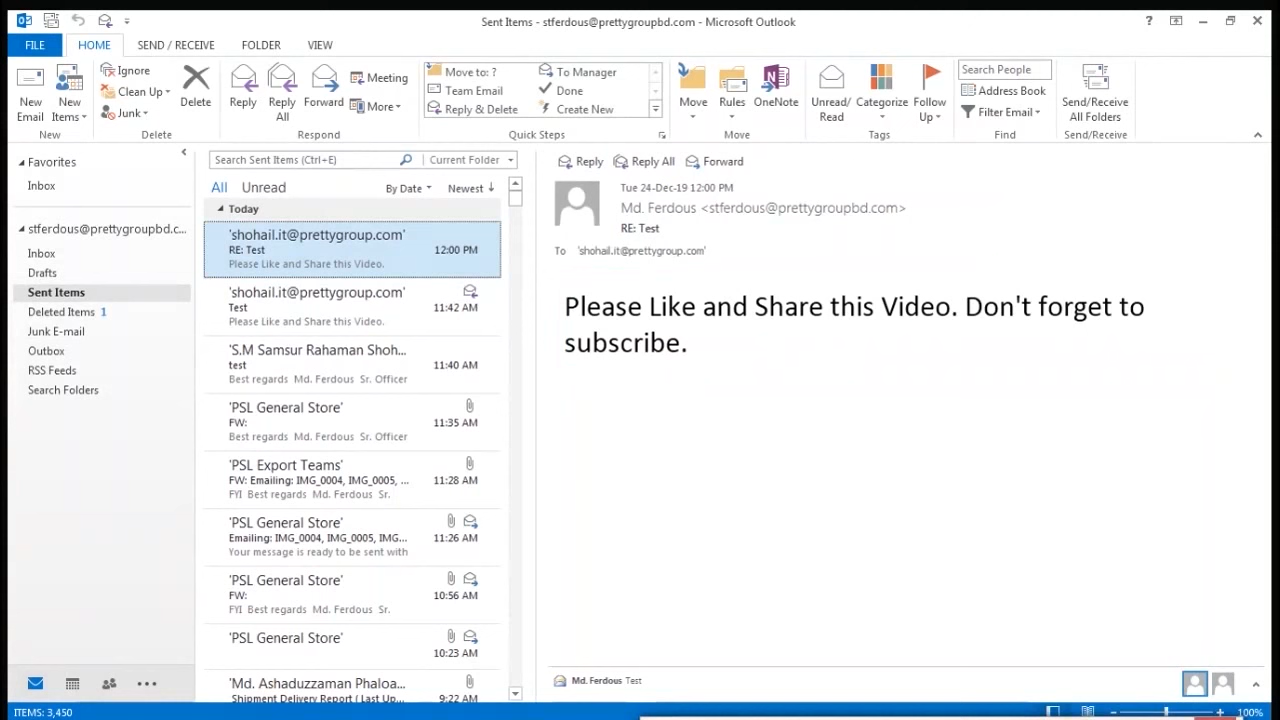 Sent Items - stferdous@prettygroupbd.com - Microsoft Outlook
?
FILE HOME SEND / RECEIVE FOLDER VIEW
Ignore
Clean Up
Junk
New Email
New Items
Delete
Reply
Reply All
Forward
Meeting
More
Move to: ?
Team Email
Reply & Delete
To Manager
Done
Create New
Move
Rules
OneNote
Unread/ Read
Categorize
Follow Up
Search People
Address Book
Filter Email
Send/Receive All Folders
New Delete Respond Quick Steps Move Tags Find Send/Receive
Favorites
Inbox
stferdous@prettygroupbd.c...
Inbox
Drafts
Sent Items
Deleted Items 1
Junk E-mail
Outbox
RSS Feeds
Search Folders
Search Sent Items (Ctrl+E) Current Folder
All Unread By Date Newest
Today
'shohail.it@prettygroup.com'
RE: Test 12:00 PM
Please Like and Share this Video.
'shohail.it@prettygroup.com'
Test 11:42 AM
Please Like and Share this Video.
'S.M Samsur Rahaman Shoh...
test 11:40 AM
Best regards Md. Ferdous Sr. Officer
'PSL General Store'
FW: 11:35 AM
Best regards Md. Ferdous Sr. Officer
'PSL Export Teams'
FW: Emailing: IMG_0004, IMG_0005, ... 11:28 AM
FYI Best regards Md. Ferdous Sr.
'PSL General Store'
Emailing: IMG_0004, IMG_0005, IMG... 11:26 AM
Your message is ready to be sent with
'PSL General Store'
FW: 10:56 AM
FYI Best regards Md. Ferdous Sr.
'PSL General Store'
10:23 AM
'Md. Ashaduzzaman Phaloa...
Shipment Delivery Report ( Last Up... 9:22 AM
Reply Reply All Forward
Tue 24-Dec-19 12:00 PM
Md. Ferdous <stferdous@prettygroupbd.com>
RE: Test
To 'shohail.it@prettygroup.com'
Please Like and Share this Video. Don't forget to
subscribe.
Md. Ferdous Test
ITEMS: 3,450
100%